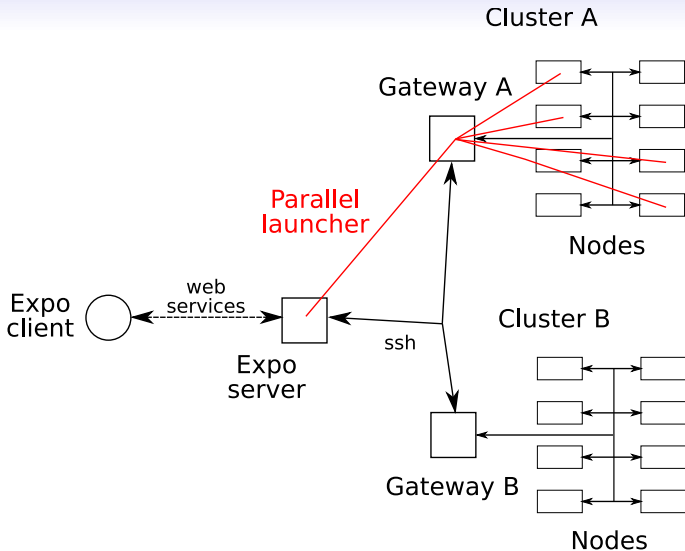 Cluster A
Gateway A
Parallel
launcher
Nodes
web
services
Expo
client
Cluster B
ssh
Expo
server
Gateway B
Nodes